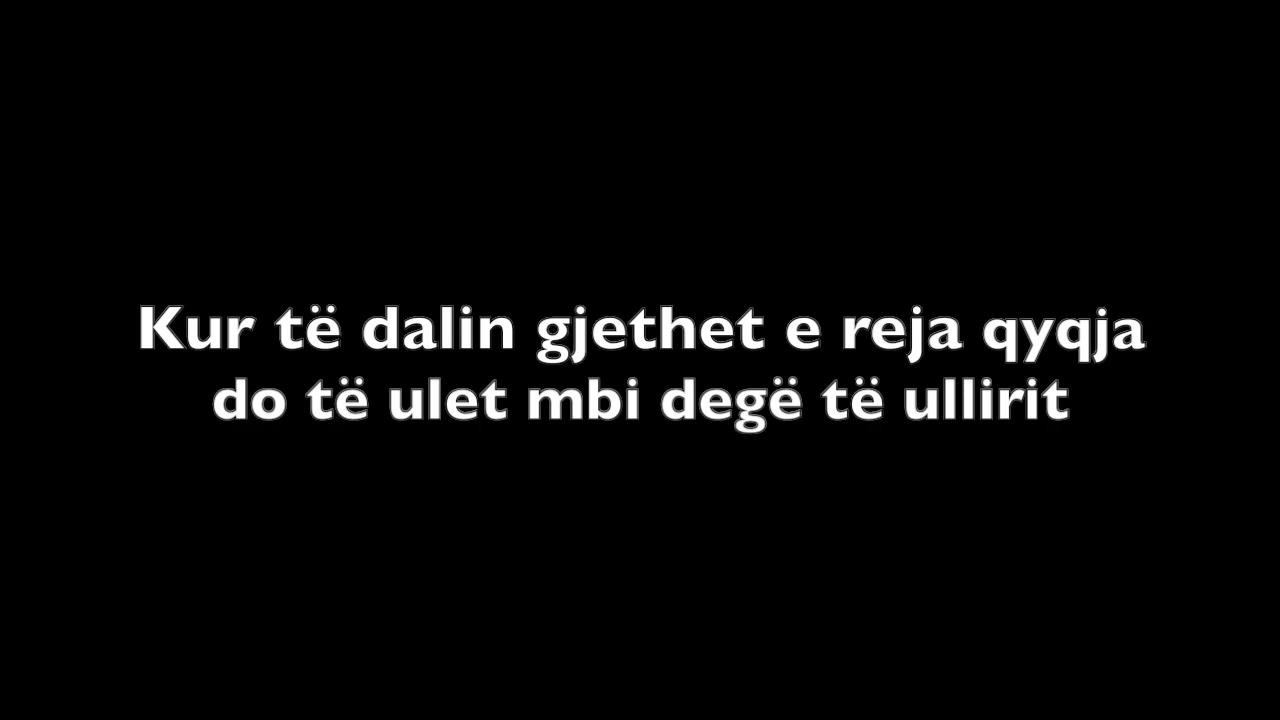 Kur të dalin gjethet e reja qyqja
do të ulet mbi degë të ullirit